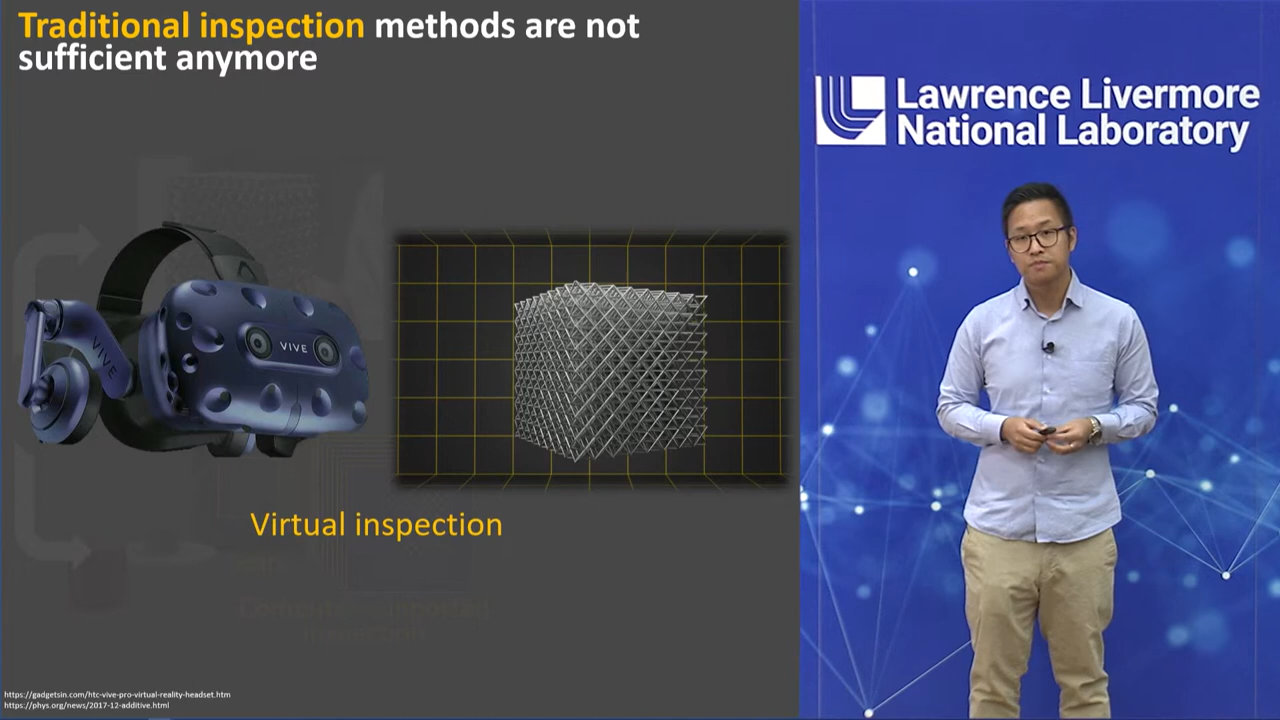 Traditional inspection methods are not
sufficient anymore
Lawrence Livermore
National Laboratory
VIVE
VIVE
Virtual inspection
https://gadgetsin.com/htc-vive-pro-virtual-reality-headset.htm
https://phys.org/news/2017-12-additive.html